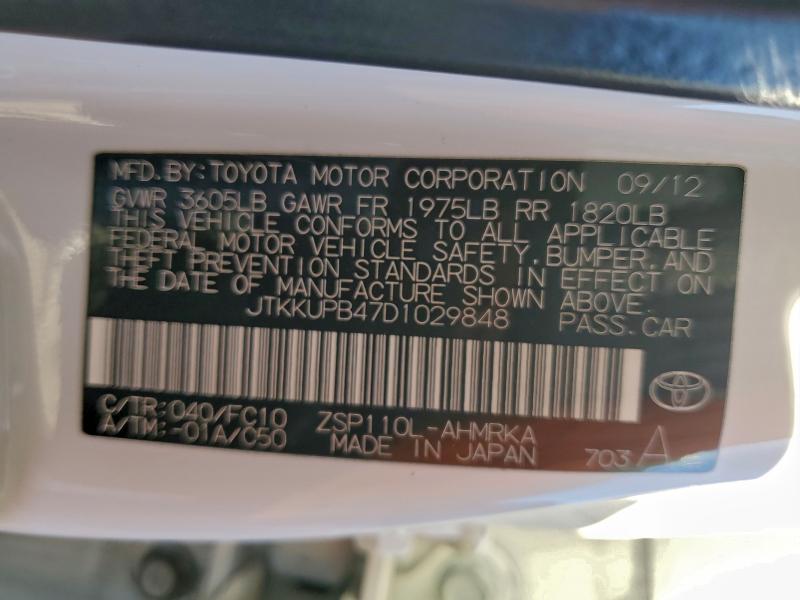 MFD.BY:TOYOTA MOTOR CORPORATION 09/12
GVWR 3605LB GAWR FR 1975LB RR 1820LB
THIS VEHICLE CONFORMS TO ALL APPLICABLE
FEDERAL MOTOR VEHICLE SAFETY,BUMPER,AND
THEFT PREVENTION STANDARDS IN EFFECT ON
THE DATE OF MANUFACTURE SHOWN ABOVE.
JTKKUPB47D1029848 PASS.CAR
C/TR:040/FC10 ZSP110L-AHMRKA
A/TM:-01A/C50 MADE IN JAPAN 703 A